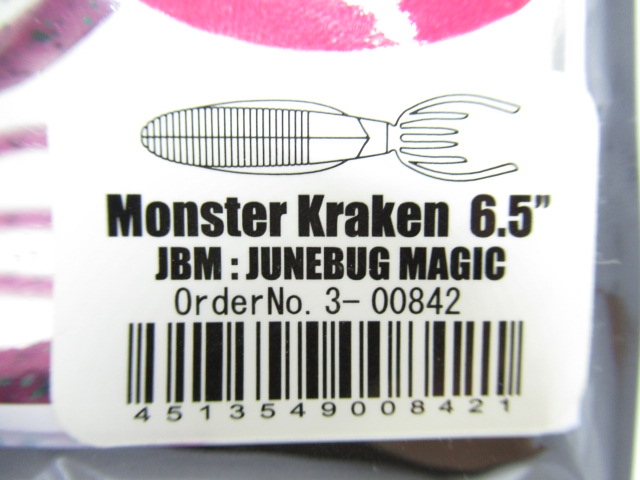 Monster Kraken 6.5”
JBM : JUNEBUG MAGIC
OrderNo. 3- 00842
4513549008421